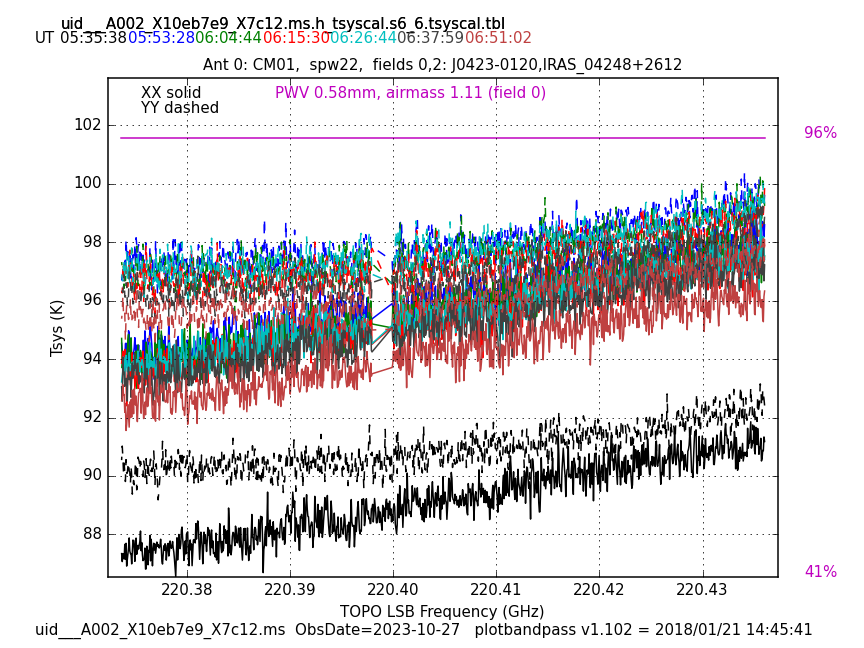 uid___A002_X10eb7e9_X7c12.ms.h_tsyscal.s6_6.tsyscal.tbl
UT 05:35:38 05:53:28 06:04:44 06:15:30 06:26:44 06:37:59 06:51:02
Ant 0: CM01, spw22, fields 0,2: J0423-0120,IRAS_04248+2612
XX solid PWV 0.58mm, airmass 1.11 (field 0)
YY dashed
102
96%
100
98
96
Tsys (K)
94
92
90
88
41%
220.38 220.39 220.40 220.41 220.42 220.43
TOPO LSB Frequency (GHz)
uid___A002_X10eb7e9_X7c12.ms ObsDate=2023-10-27 plotbandpass v1.102 = 2018/01/21 14:45:41